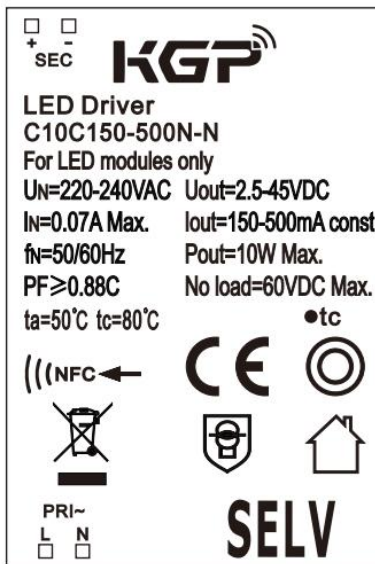 + -
SEC
KGP
LED Driver
C10C150-500N-N
For LED modules only
UN=220-240VAC Uout=2.5-45VDC
IN=0.07A Max. Iout=150-500mA const
fN=50/60Hz Pout=10W Max.
PF≥0.88C No load=60VDC Max.
ta=50℃ tc=80℃ ●tc
NFC
CE
PRI~
L N
SELV